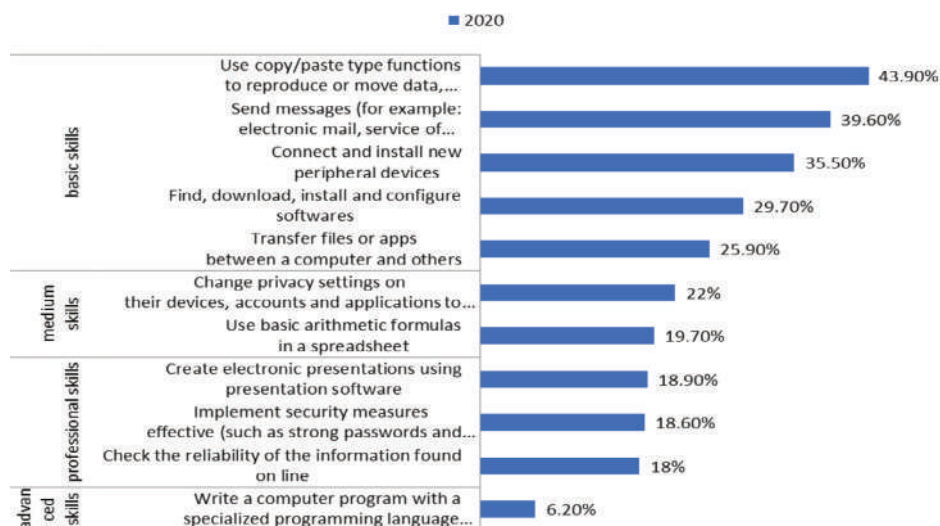 2020
basic skills
Use copy/paste type functions
to reproduce or move data,...
43.90%
Send messages (for example:
electronic mail, service of...
39.60%
Connect and install new
peripheral devices
35.50%
Find, download, install and configure
softwares
29.70%
Transfer files or apps
between a computer and others
25.90%
medium
skills
Change privacy settings on
their devices, accounts and applications to...
22%
Use basic arithmetic formulas
in a spreadsheet
19.70%
professional skills
Create electronic presentations using
presentation software
18.90%
Implement security measures
effective (such as strong passwords and...
18.60%
Check the reliability of the information found
on line
18%
advan
ced
skills
Write a computer program with a
specialized programming language...
6.20%